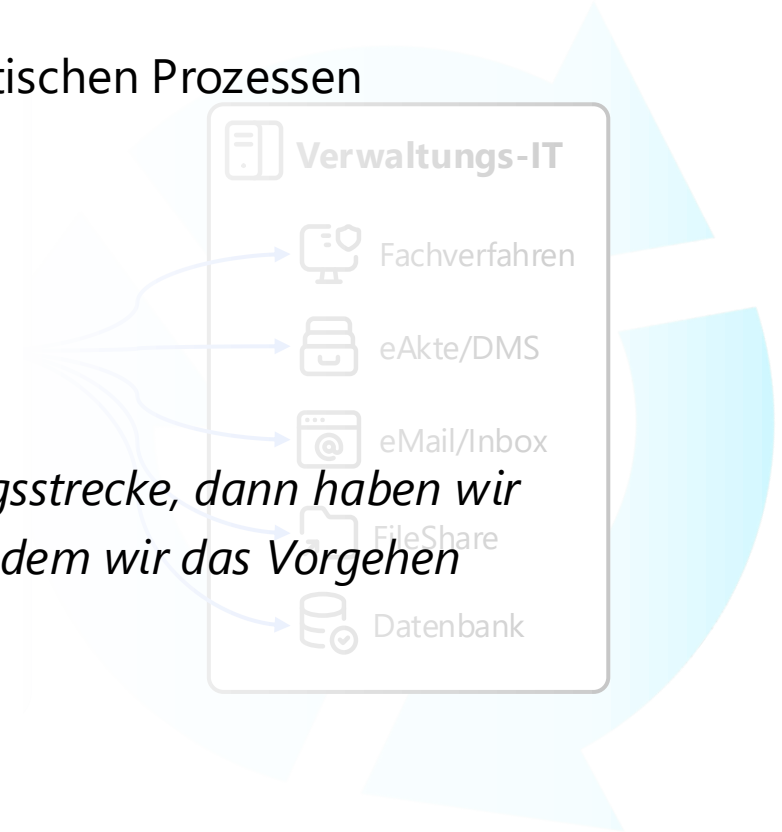 tischen Prozessen
Verwaltungs-IT
Fachverfahren
eAkte/DMS
eMail/Inbox
gsstrecke, dann haben wir
FileShare
dem wir das Vorgehen
Datenbank